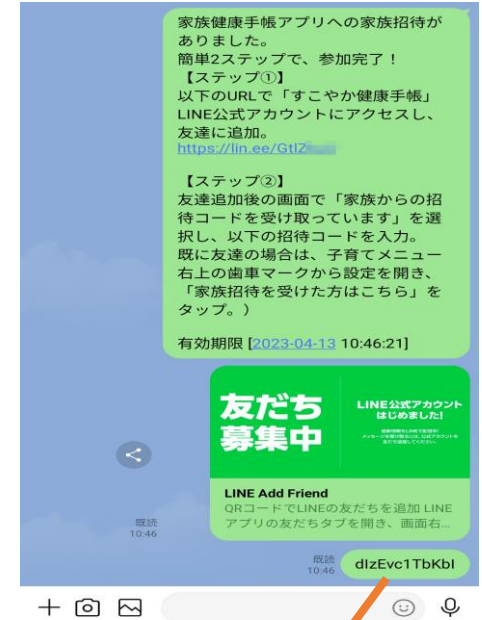 家族健康手帳アプリへの家族招待が
ありました。
簡単2ステップで、参加完了！
【ステップ①】
以下のURLで「すこやか健康手帳」
LINE公式アカウントにアクセスし、
友達に追加。
https://lin.ee/GtlZ
【ステップ②】
友達追加後の画面で「家族からの招
待コードを受け取っています」を選
択し、以下の招待コードを入力。
既に友達の場合は、子育てメニュー
右上の歯車マークから設定を開き、
「家族招待を受けた方はこちら」を
タップ。）
有効期限 [2023-04-13 10:46:21]
友だち
募集中
LINE公式アカウント
はじめました！
LINE Add Friend
QRコードでLINEの友だちを追加 LINE
アプリの友だちタブを開き、画面右...
既読
10:46
既読
10:46
dIzEvc1TbKbI